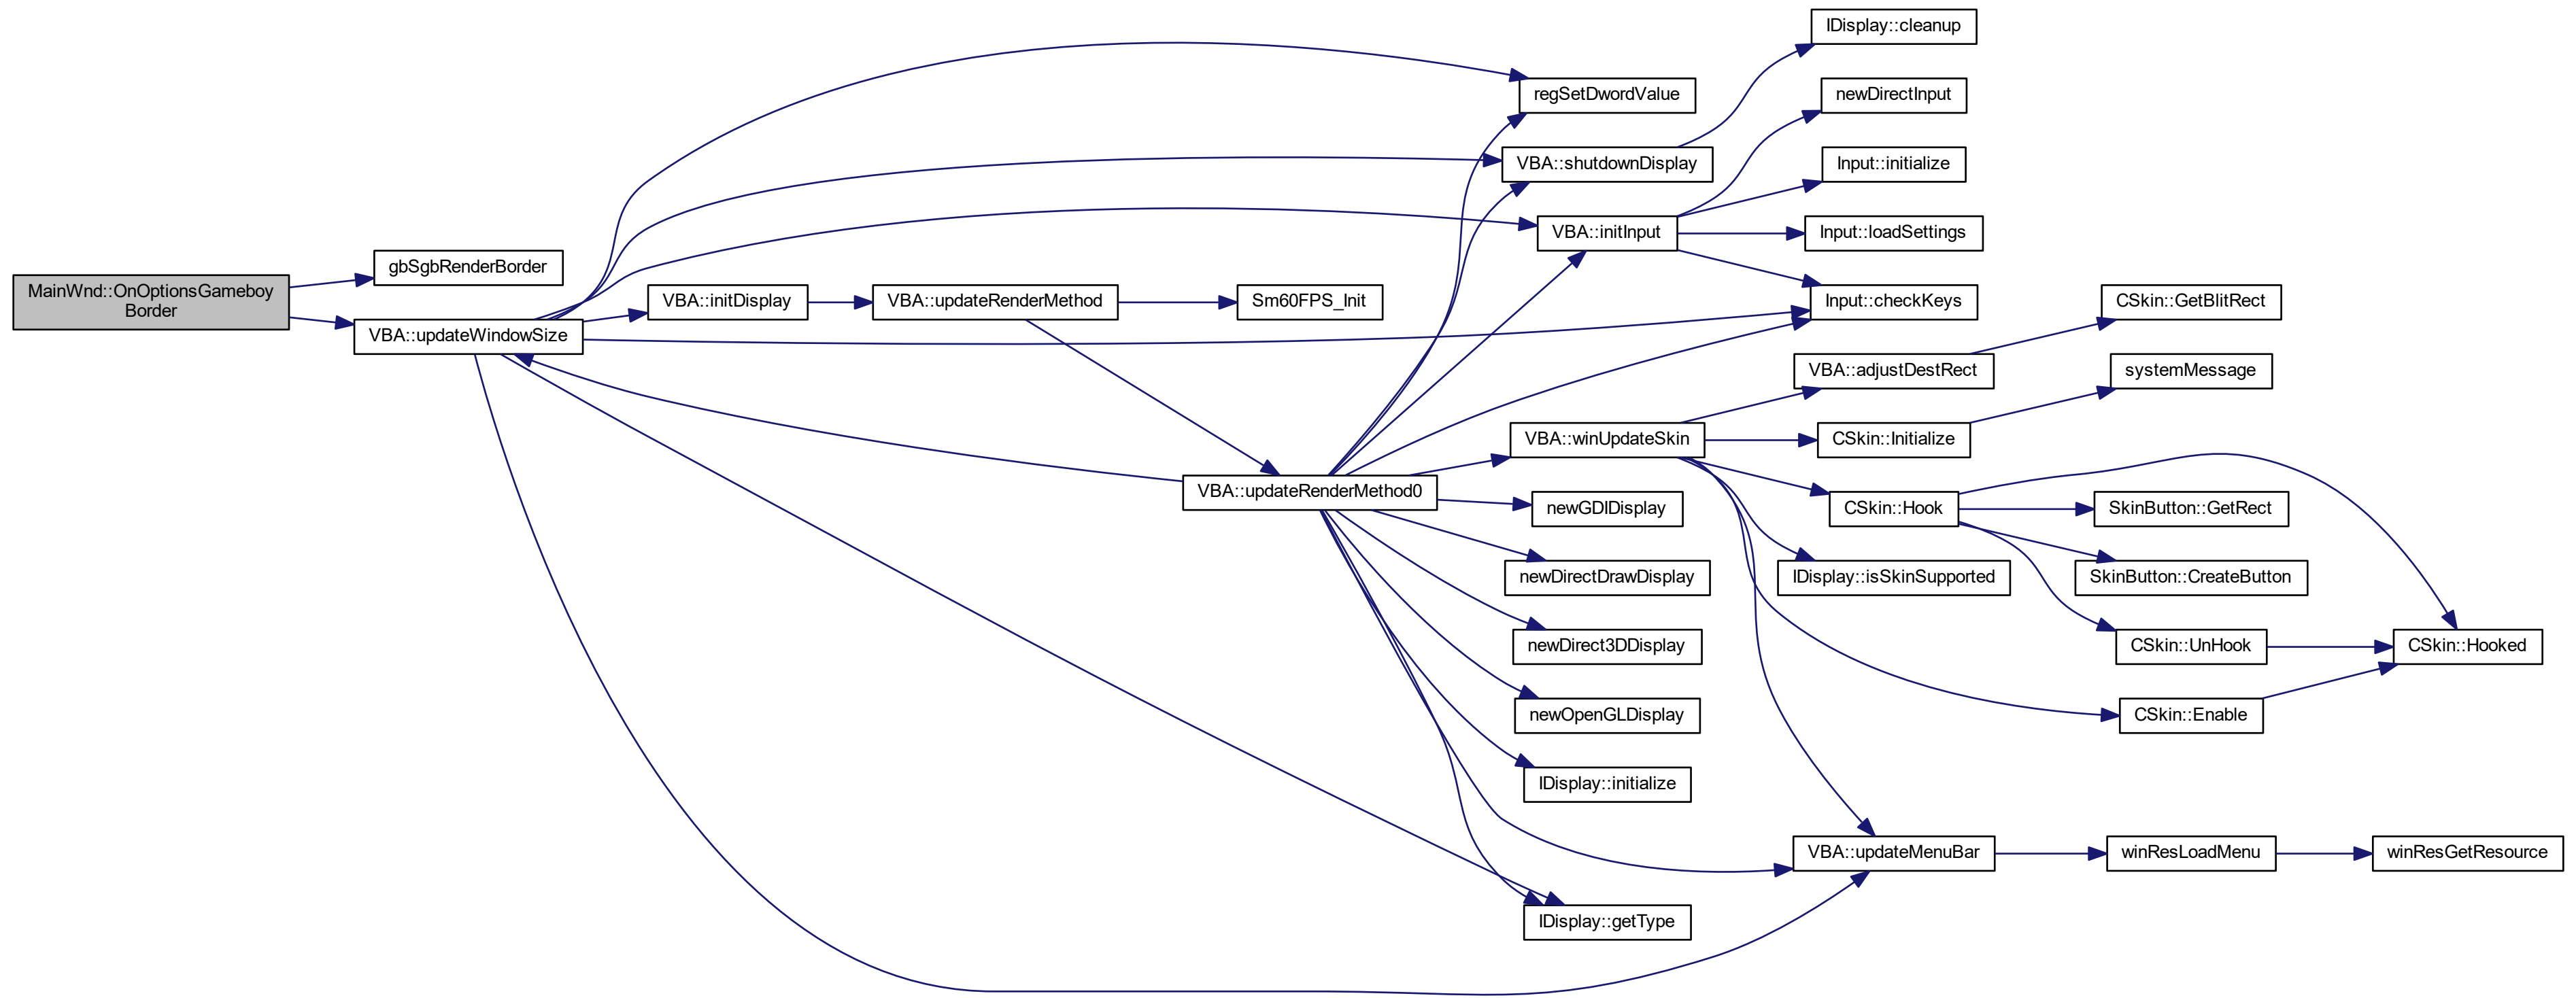 MainWnd::OnOptionsGameboy
Border
gbSgbRenderBorder
VBA::updateWindowSize
VBA::initDisplay
VBA::updateRenderMethod
Sm60FPS_Init
VBA::updateRenderMethod0
regSetDwordValue
VBA::shutdownDisplay
VBA::initInput
VBA::winUpdateSkin
newGDIDisplay
newDirectDrawDisplay
newDirect3DDisplay
newOpenGLDisplay
IDisplay::initialize
IDisplay::getType
IDisplay::cleanup
newDirectInput
Input::initialize
Input::loadSettings
Input::checkKeys
VBA::adjustDestRect
CSkin::Initialize
CSkin::Hook
IDisplay::isSkinSupported
VBA::updateMenuBar
CSkin::GetBlitRect
systemMessage
SkinButton::GetRect
SkinButton::CreateButton
CSkin::UnHook
CSkin::Enable
winResLoadMenu
CSkin::Hooked
winResGetResource